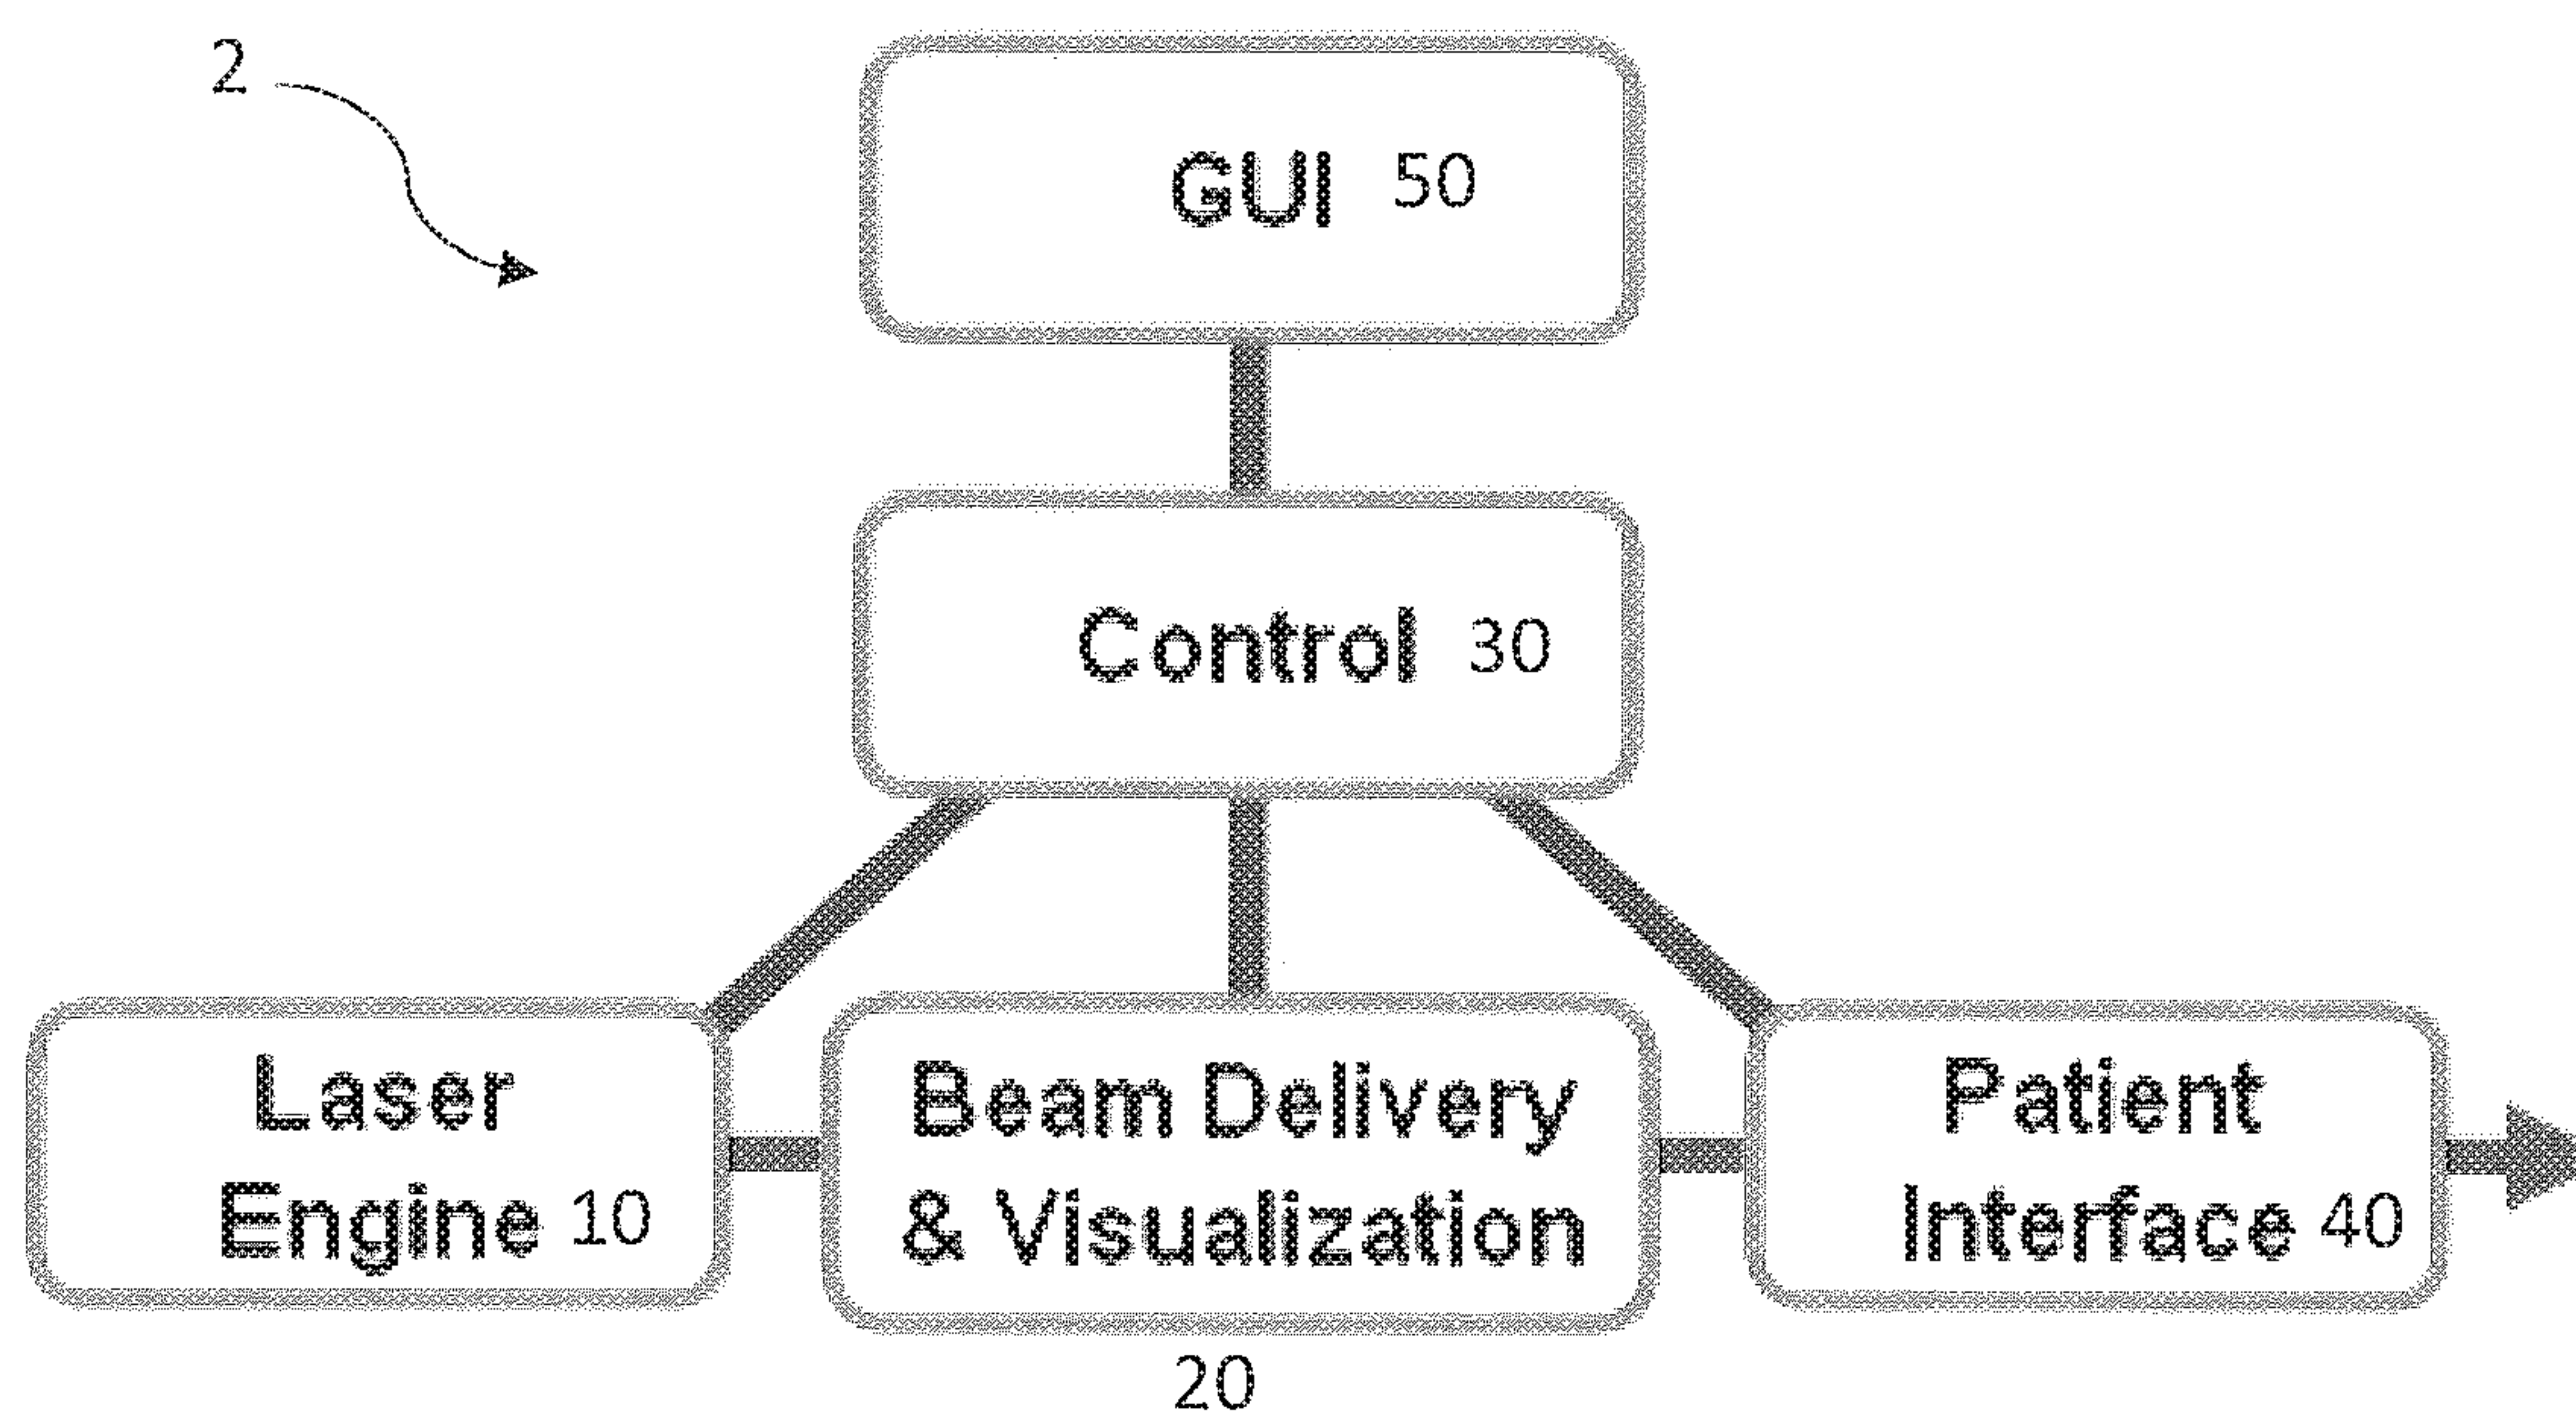 2
GUI 50
Control 30
Laser
Engine 10
Beam Delivery
& Visualization
20
Patient
Interface 40